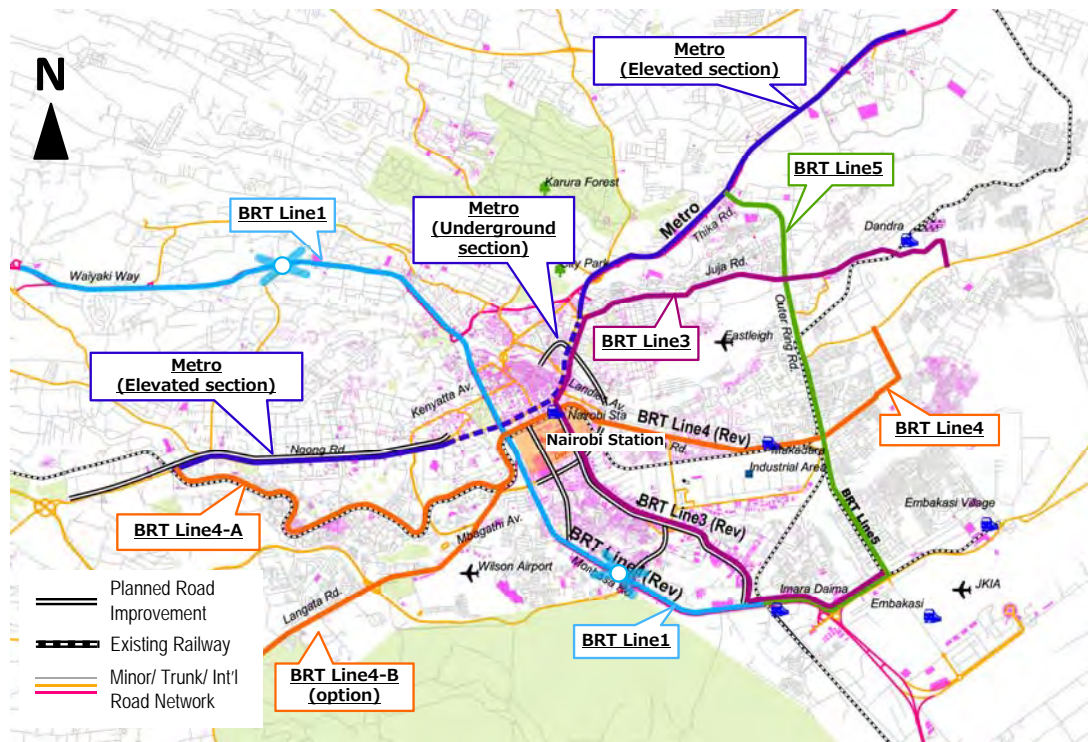 N
Metro
(Elevated section)
BRT Line5
Karura Forest
BRT Line1
Metro
(Underground
section)
Metro
Thika Rd.
Dandra
City Park
Waiyaki Way
Juja Rd.
BRT Line3
Eastleigh
Outer Ring Rd.
Metro
(Elevated section)
Kenyatta Av.
Landies Av.
Nairobi Sta
BRT Line4 (Rev)
BRT Line4
Ngong Rd.
Nairobi Station
Rd.
Makadara
Industrial Area
BRT Line4-A
BRT Line3 (Rev)
BRT Line5
Embakasi Village
Mbagathi Av.
Wilson Airport
(Rev)
Imara Daima
JKIA
Embakasi
Langata Rd.
BRT Line1
BRT Line4-B
(option)
Planned Road
Improvement
Existing Railway
Minor/ Trunk/ Int'l
Road Network